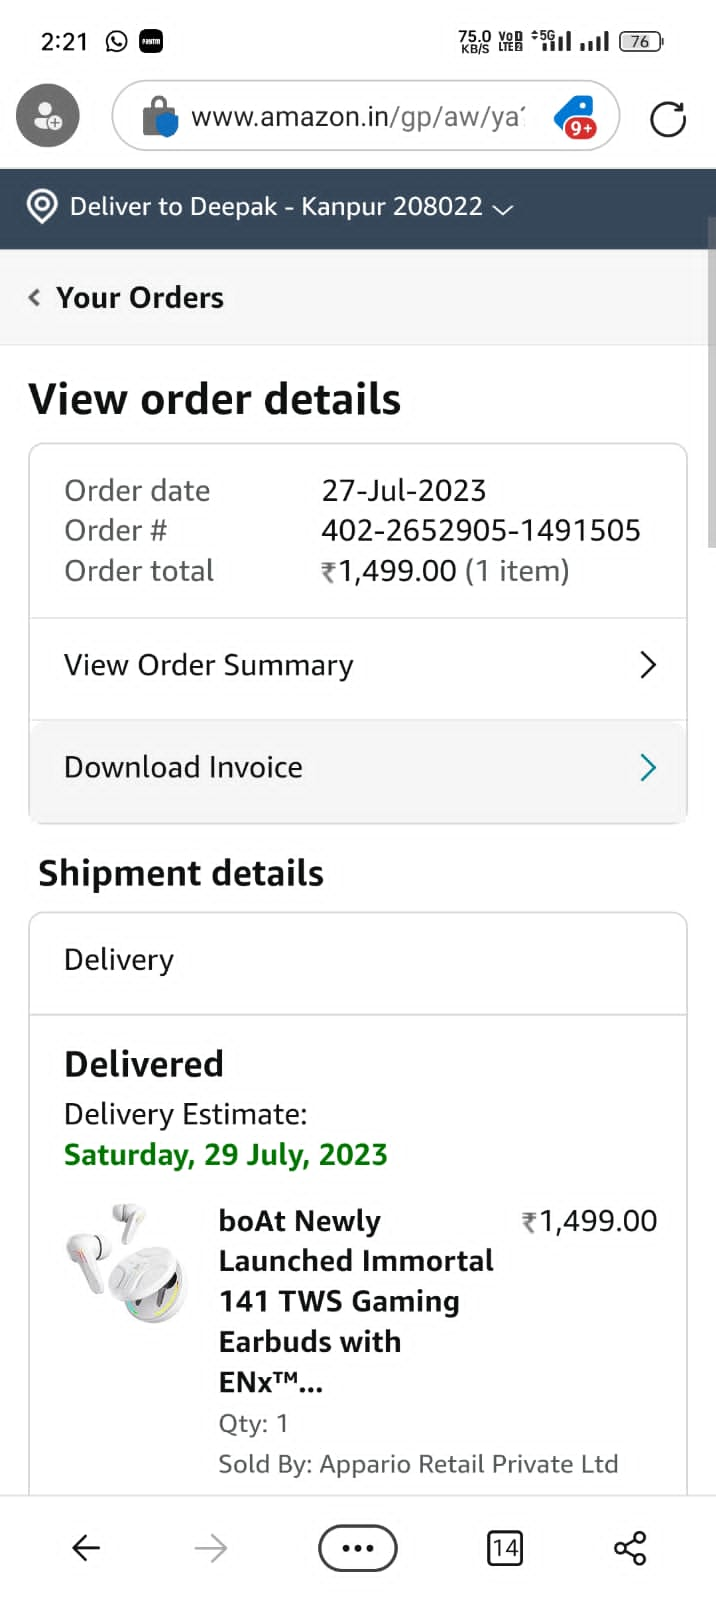 2:21 Paytm 75.0 KB/S VoD LTE2 5G 76
www.amazon.in/gp/aw/ya 9+
Deliver to Deepak - Kanpur 208022
Your Orders
View order details
Order date 27-Jul-2023
Order # 402-2652905-1491505
Order total ₹1,499.00 (1 item)
View Order Summary
Download Invoice
Shipment details
Delivery
Delivered
Delivery Estimate:
Saturday, 29 July, 2023
boAt Newly ₹1,499.00
Launched Immortal
141 TWS Gaming
Earbuds with
ENx™...
Qty: 1
Sold By: Appario Retail Private Ltd
14